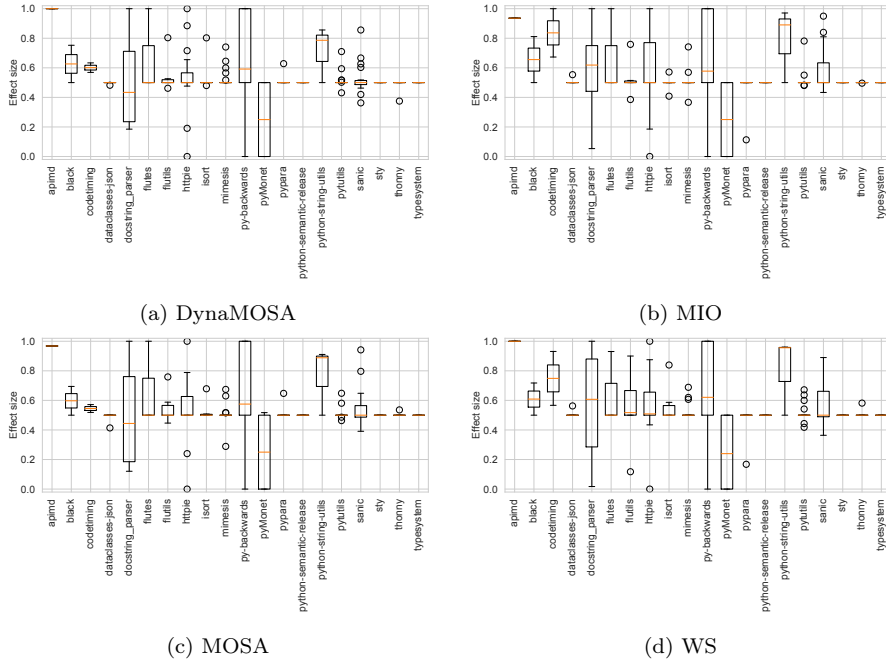 1.0
0.8
0.6
0.4
0.2
0.0
Effect size
apimd
black
codetiming
dataclasses-json
docstring_parser
flutes
flutils
httpie
isort
mimesis
py-backwards
pyMonet
pypara
python-semantic-release
python-string-utils
pytutils
sanic
sty
thonny
typesystem
(a) DynaMOSA
1.0
0.8
0.6
0.4
0.2
0.0
Effect size
apimd
black
codetiming
dataclasses-json
docstring_parser
flutes
flutils
httpie
isort
mimesis
py-backwards
pyMonet
pypara
python-semantic-release
python-string-utils
pytutils
sanic
sty
thonny
typesystem
(b) MIO
1.0
0.8
0.6
0.4
0.2
0.0
Effect size
apimd
black
codetiming
dataclasses-json
docstring_parser
flutes
flutils
httpie
isort
mimesis
py-backwards
pyMonet
pypara
python-semantic-release
python-string-utils
pytutils
sanic
sty
thonny
typesystem
(c) MOSA
1.0
0.8
0.6
0.4
0.2
0.0
Effect size
apimd
black
codetiming
dataclasses-json
docstring_parser
flutes
flutils
httpie
isort
mimesis
py-backwards
pyMonet
pypara
python-semantic-release
python-string-utils
pytutils
sanic
sty
thonny
typesystem
(d) WS